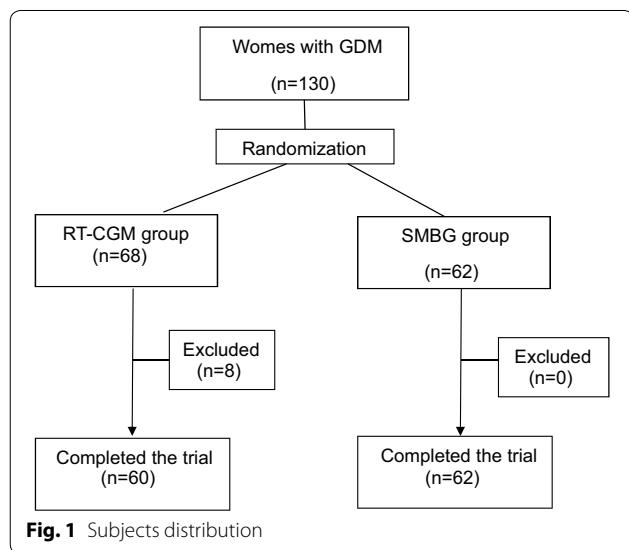 Womes with GDM
(n=130)
Randomization
RT-CGM group
(n=68)
SMBG group
(n=62)
Excluded
(n=8)
Excluded
(n=0)
Completed the trial
(n=60)
Completed the trial
(n=62)
Fig. 1 Subjects distribution